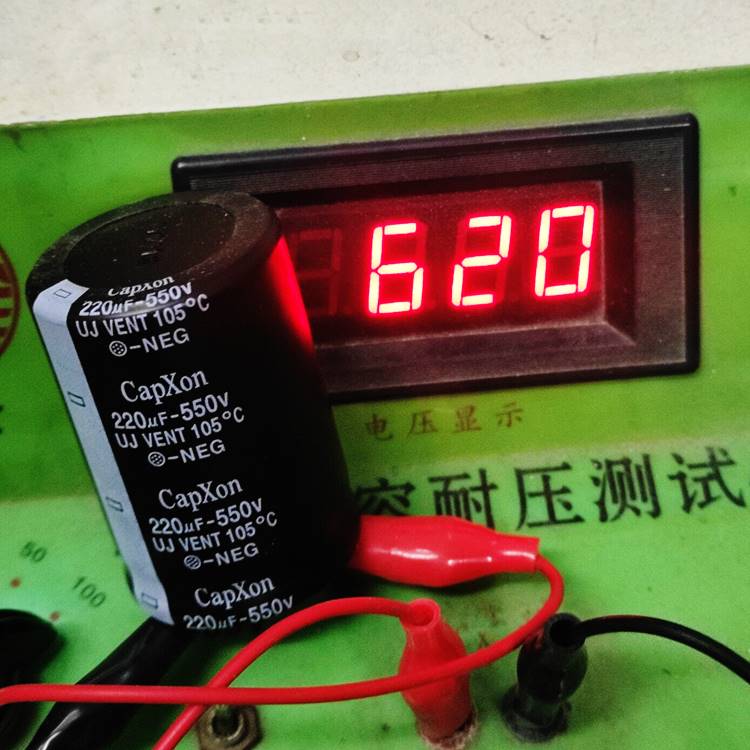 CapXon
220µF-550V
UJ VENT 105°C
-NEG
CapXon
220µF-550V
UJ VENT 105°C
-NEG
CapXon
220µF-550V
UJ VENT 105°C
-NEG
CapXon
220µF-550V
620
电压显示
容耐压测试
50
100